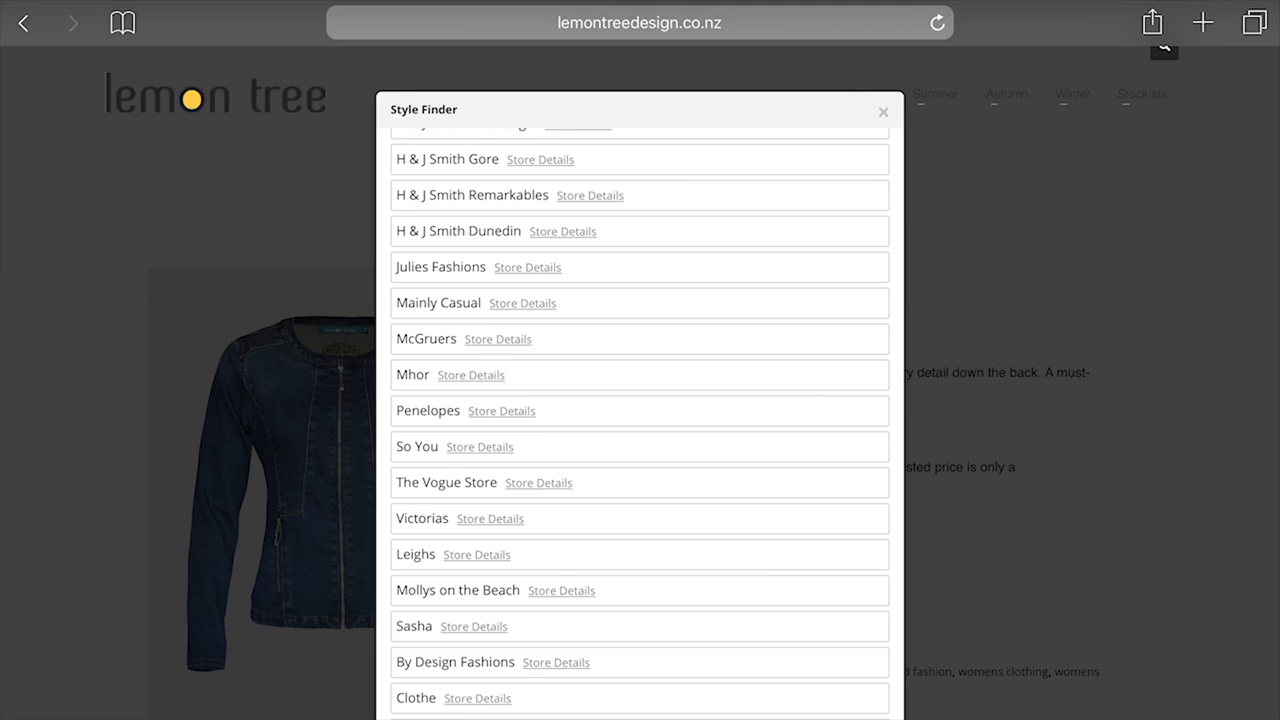 lemontreedesign.co.nz
lemon tree
Summer Autumn Winter Stockists
Style Finder ×
H & J Smith Gore Store Details
H & J Smith Remarkables Store Details
H & J Smith Dunedin Store Details
Julies Fashions Store Details
Mainly Casual Store Details
McGruers Store Details
Mhor Store Details
y detail down the back. A must-
Penelopes Store Details
So You Store Details
sted price is only a
The Vogue Store Store Details
Victorias Store Details
Leighs Store Details
Mollys on the Beach Store Details
Sasha Store Details
By Design Fashions Store Details
d fashion, womens clothing, womens
Clothe Store Details